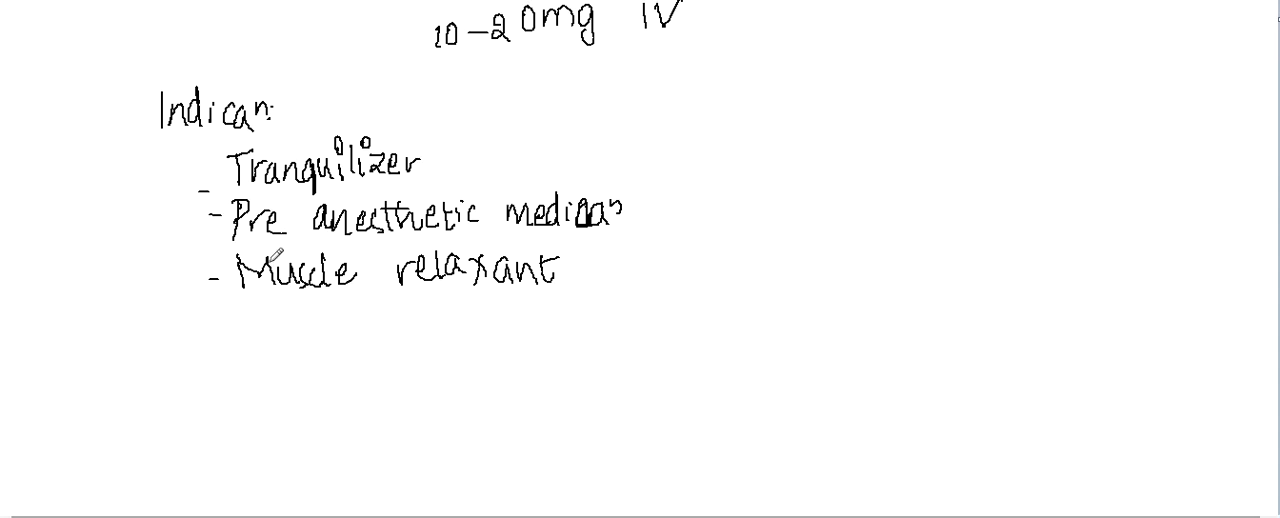 10-20mg IV
Indican:
- Tranquilizer
- Pre anesthetic medican
- Muscle relaxant